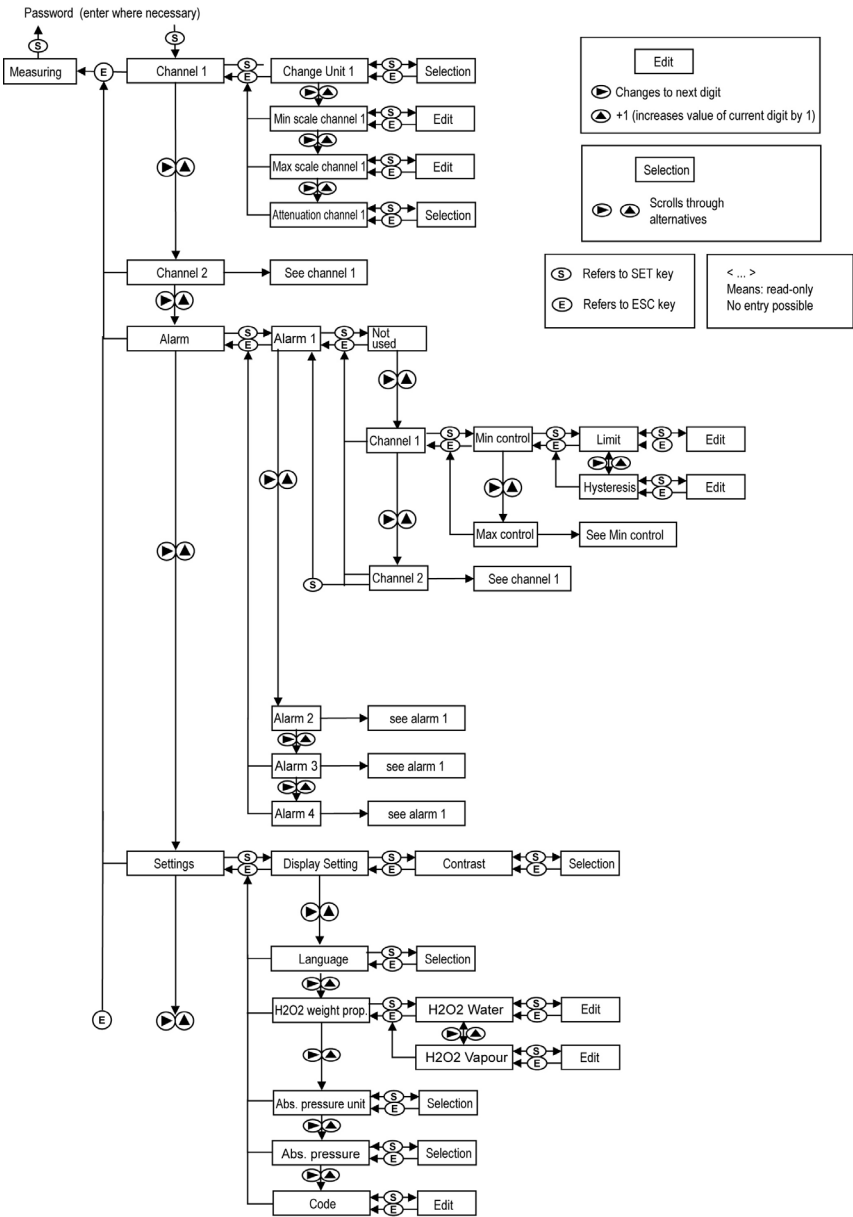 Password (enter where necessary)
S
Measuring
E
Channel 1
S
E
Change Unit 1
S
E
Selection
Min scale channel 1
S
E
Edit
Max scale channel 1
S
E
Edit
Attenuation channel 1
S
E
Selection
Channel 2
See channel 1
Alarm
S
E
Alarm 1
S
E
Not
used
Channel 1
S
E
Min control
S
E
Limit
S
E
Edit
Hysteresis
S
E
Edit
Max control
See Min control
S
Channel 2
See channel 1
Alarm 2
see alarm 1
Alarm 3
see alarm 1
Alarm 4
see alarm 1
Settings
S
E
Display Setting
S
E
Contrast
S
E
Selection
Language
S
E
Selection
E
H2O2 weight prop.
S
E
H2O2 Water
S
E
Edit
H2O2 Vapour
S
E
Edit
Abs. pressure unit
S
E
Selection
Abs. pressure
S
E
Selection
Code
S
E
Edit
Edit
Changes to next digit
+1 (increases value of current digit by 1)
Selection
Scrolls through
alternatives
S Refers to SET key
E Refers to ESC key
< ... >
Means: read-only
No entry possible